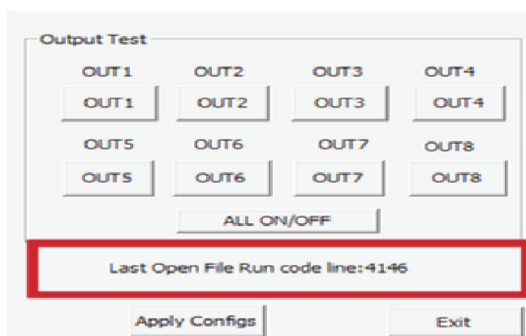 Output Test
OUT1 OUT2 OUT3 OUT4
OUT1 OUT2 OUT3 OUT4
OUT5 OUT6 OUT7 OUT8
OUT5 OUT6 OUT7 OUT8
ALL ON/OFF
Last Open File Run code line:4146
Apply Configs Exit